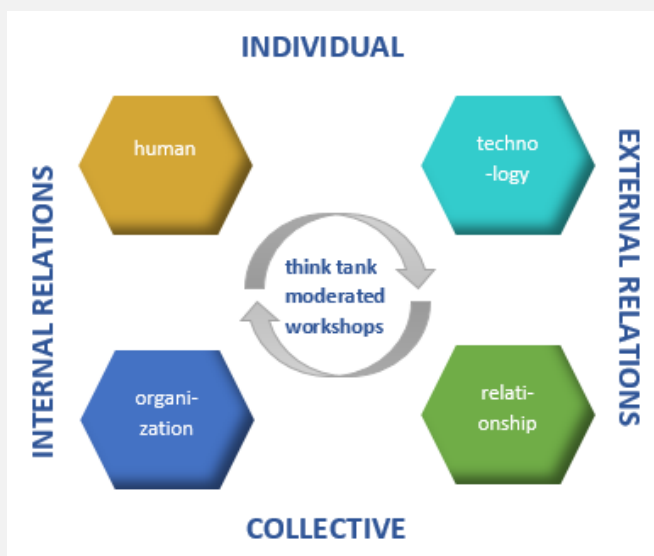 INDIVIDUAL
human
techno
-logy
INTERNAL RELATIONS
EXTERNAL RELATIONS
think tank
moderated
workshops
organi-
zation
relati-
onship
COLLECTIVE